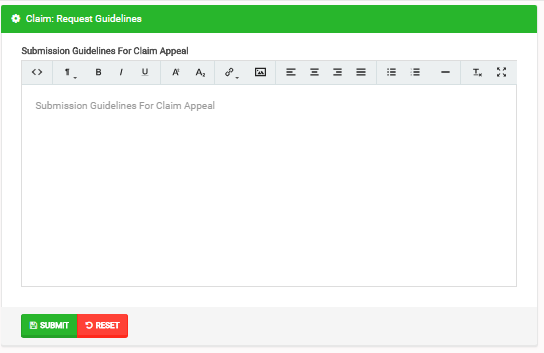 Claim: Request Guidelines
Submission Guidelines For Claim Appeal
B I U
Submission Guidelines For Claim Appeal
SUBMIT RESET